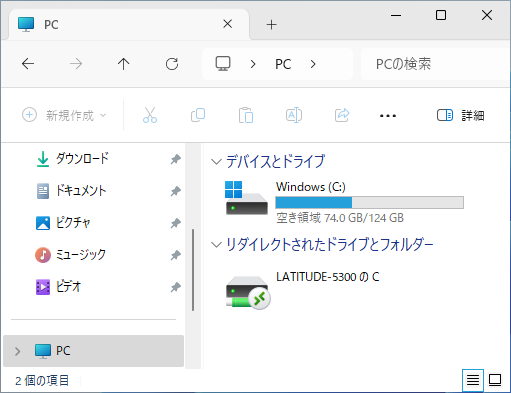 PC
PC
PCの検索
新規作成
詳細
ダウンロード
ドキュメント
ピクチャ
ミュージック
ビデオ
PC
デバイスとドライブ
Windows (C:)
空き領域 74.0 GB/124 GB
リダイレクトされたドライブとフォルダー
LATITUDE-5300 の C
2 個の項目